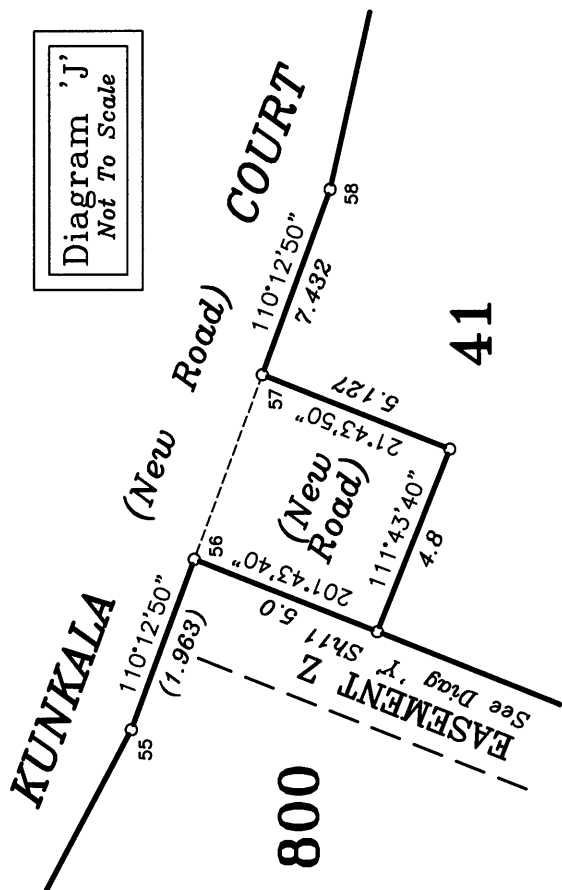 Diagram 'J'
Not To Scale
KUNKALA
COURT
(New Road)
110°12'50"
(1.963)
110°12'50"
7.432
55
56
57
58
201°43'40"
5.0
(New
Road)
21°43'50"
5.127
111°43'40"
4.8
EASEMENT Z
See Diag 'Y' Sh11
800
41